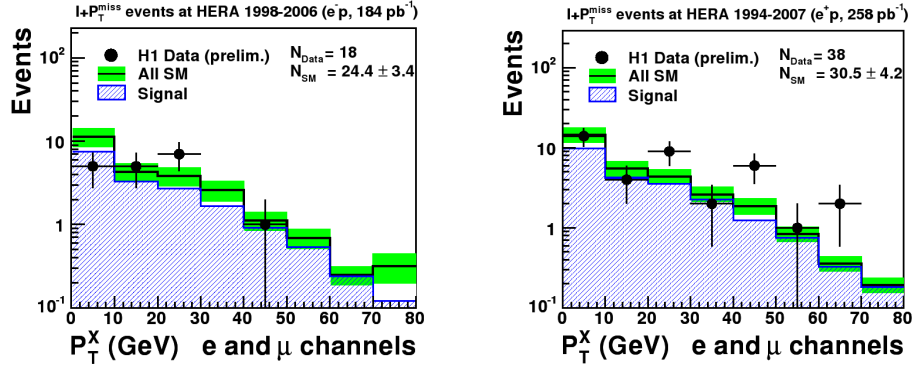 l+P_T^miss events at HERA 1998-2006 (e⁻p, 184 pb⁻¹)
Events
10²
10
1
10⁻¹
H1 Data (prelim.)
All SM
Signal
N_Data = 18
N_SM = 24.4 ± 3.4
0 10 20 30 40 50 60 70 80
P_T^X (GeV) e and μ channels
l+P_T^miss events at HERA 1994-2007 (e⁺p, 258 pb⁻¹)
Events
10²
10
1
10⁻¹
H1 Data (prelim.)
All SM
Signal
N_Data = 38
N_SM = 30.5 ± 4.2
0 10 20 30 40 50 60 70 80
P_T^X (GeV) e and μ channels